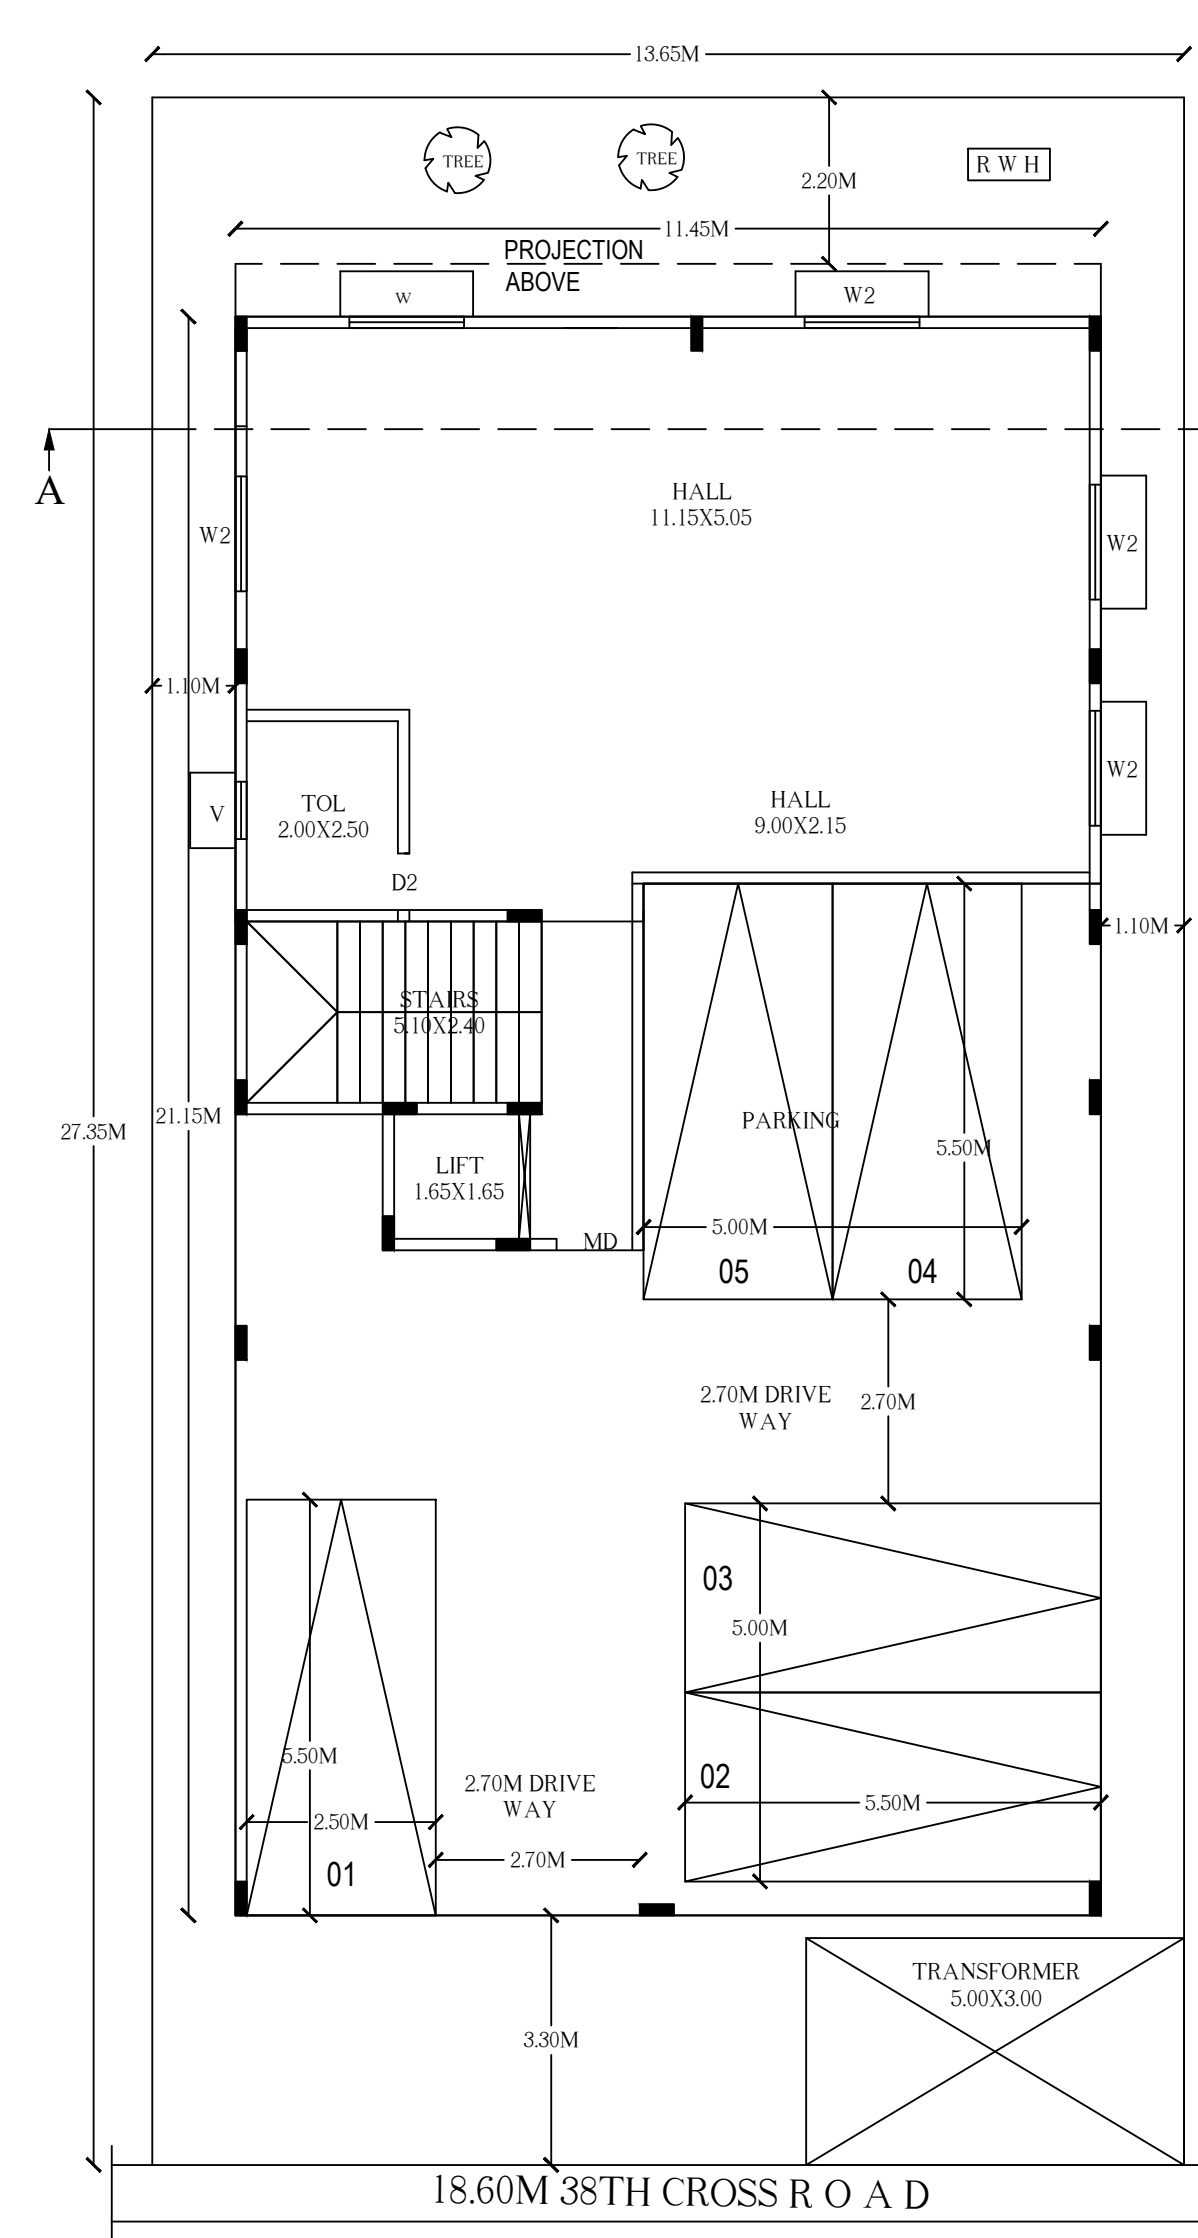 13.65M
TREE
TREE
R W H
2.20M
11.45M
PROJECTION
ABOVE
W
W2
A
HALL
11.15X5.05
W2
W2
1.10M
W2
V
TOL
2.00X2.50
HALL
9.00X2.15
D2
1.10M
STAIRS
5.10X2.40
21.15M
27.35M
PARKING
5.50M
LIFT
1.65X1.65
5.00M
MD
05
04
2.70M DRIVE
WAY
2.70M
03
5.00M
5.50M
2.70M DRIVE
WAY
02
5.50M
2.50M
2.70M
01
TRANSFORMER
5.00X3.00
3.30M
18.60M 38TH CROSS R O A D